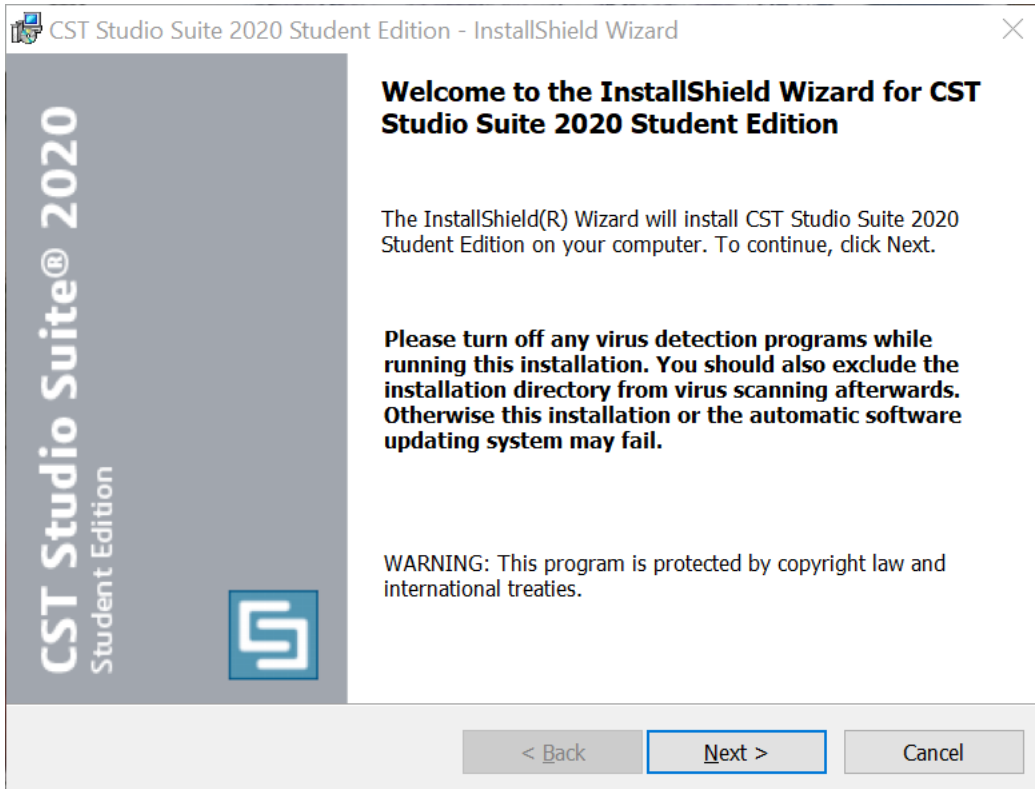 CST Studio Suite 2020 Student Edition - InstallShield Wizard
CST Studio Suite® 2020
Student Edition
Welcome to the InstallShield Wizard for CST
Studio Suite 2020 Student Edition
The InstallShield(R) Wizard will install CST Studio Suite 2020
Student Edition on your computer. To continue, click Next.
Please turn off any virus detection programs while
running this installation. You should also exclude the
installation directory from virus scanning afterwards.
Otherwise this installation or the automatic software
updating system may fail.
WARNING: This program is protected by copyright law and
international treaties.
< Back
Next >
Cancel